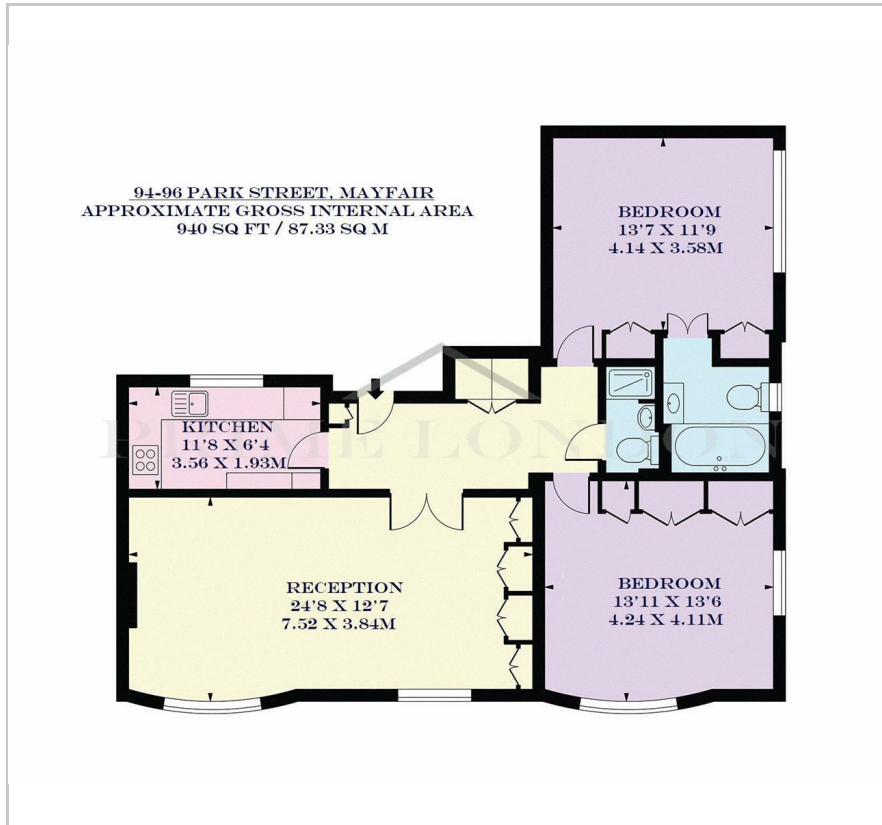 94-96 PARK STREET, MAYFAIR
APPROXIMATE GROSS INTERNAL AREA
940 SQ FT / 87.33 SQ M
BEDROOM
13'7 X 11'9
4.14 X 3.58M
KITCHEN
11'8 X 6'4
3.56 X 1.93M
PRIME LONDON
RECEPTION
24'8 X 12'7
7.52 X 3.84M
BEDROOM
13'11 X 13'6
4.24 X 4.11M